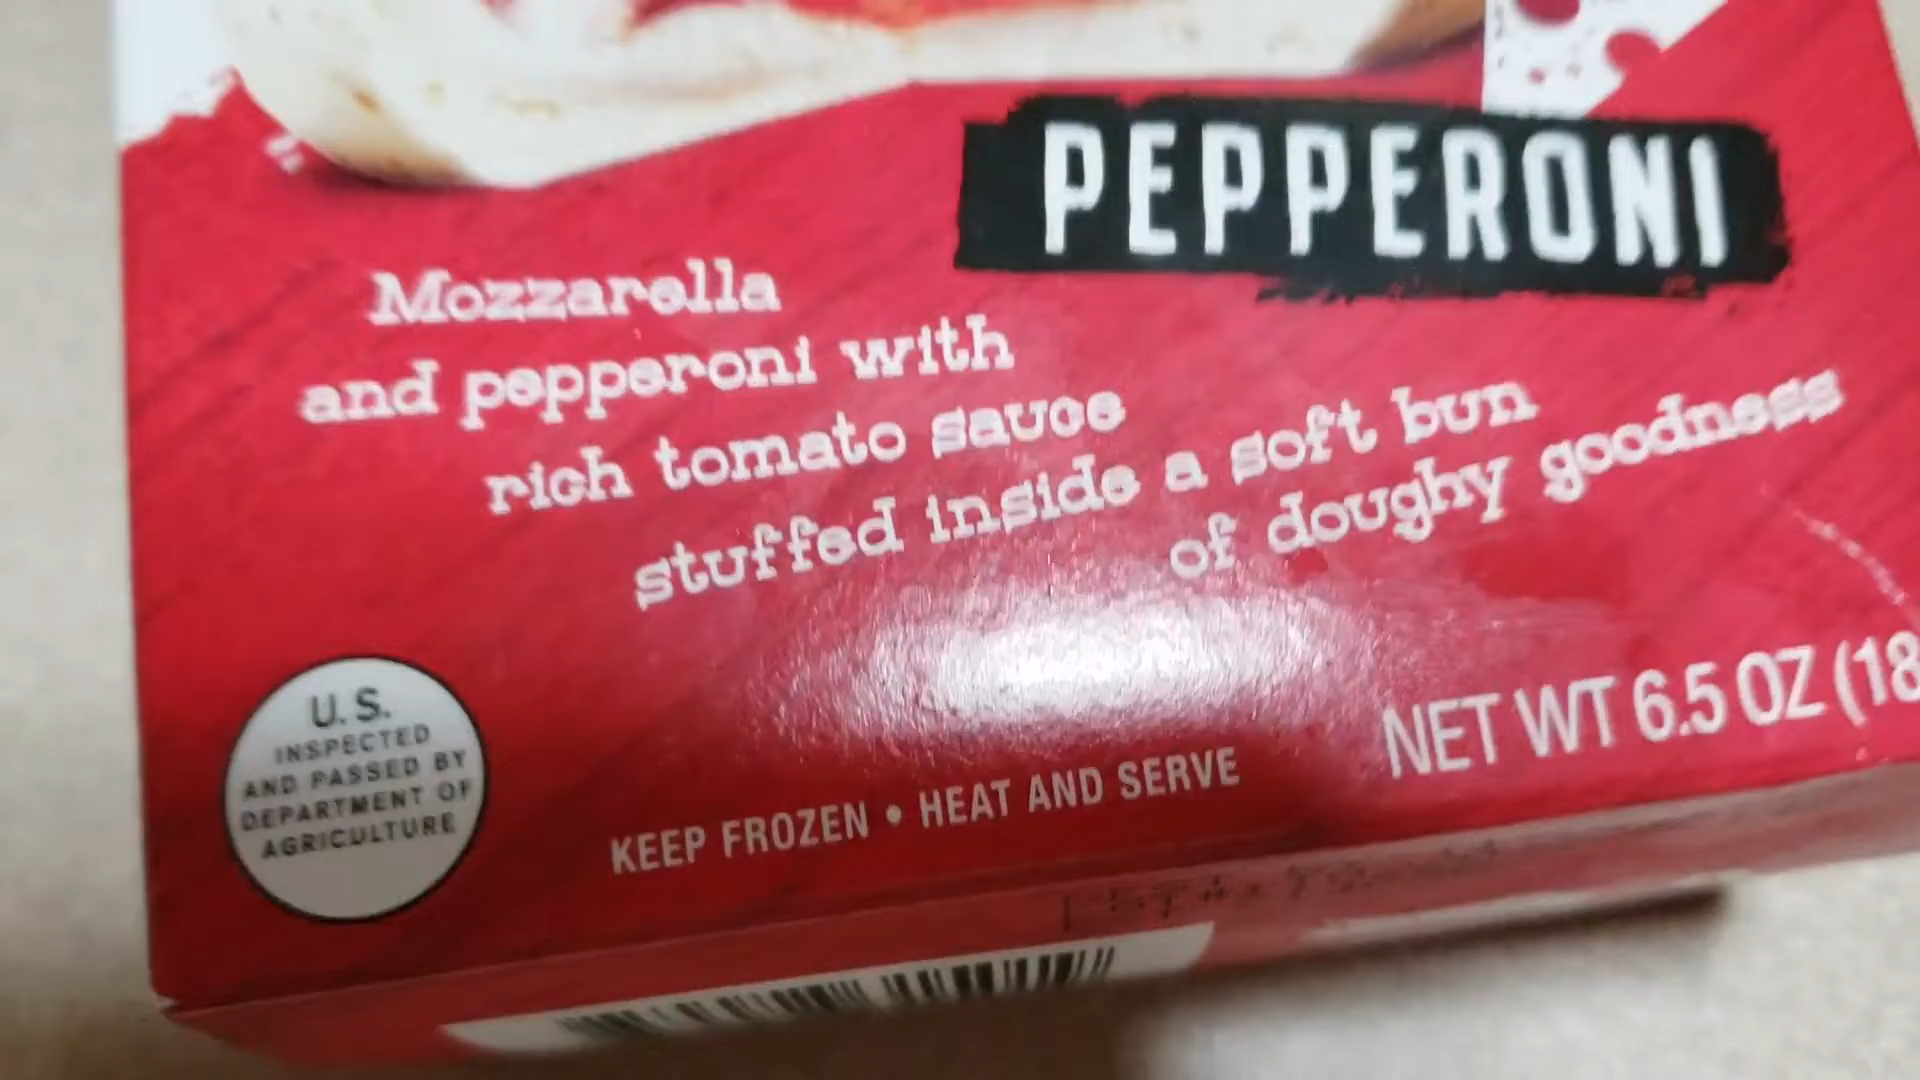 PEPPERONI
Mozzarella
and pepperoni with
rich tomato sauce
stuffed inside a soft bun
of doughy goodness
U.S.
INSPECTED
AND PASSED BY
DEPARTMENT OF
AGRICULTURE
KEEP FROZEN • HEAT AND SERVE
NET WT 6.5 OZ (18